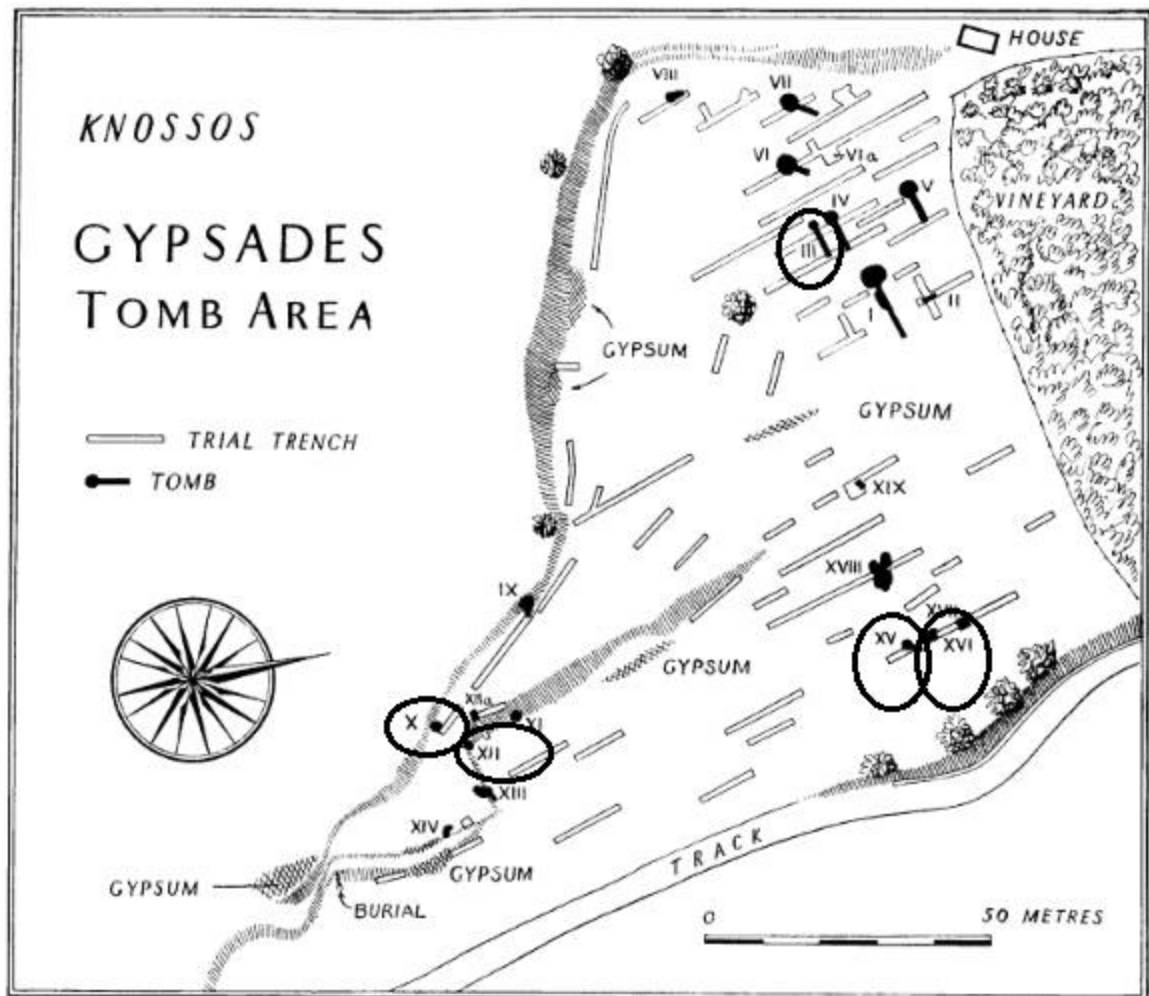 HOUSE
VIII
VII
KNOSSOS
VI
VIa
V
VINEYARD
IV
GYPSADES
III
TOMB AREA
I
II
GYPSUM
GYPSUM
TRIAL TRENCH
TOMB
XIX
XVIII
IX
XV
XVI
GYPSUM
XIIa
X
XI
XII
XIII
XIV
TRACK
GYPSUM
GYPSUM
BURIAL
0
50 METRES